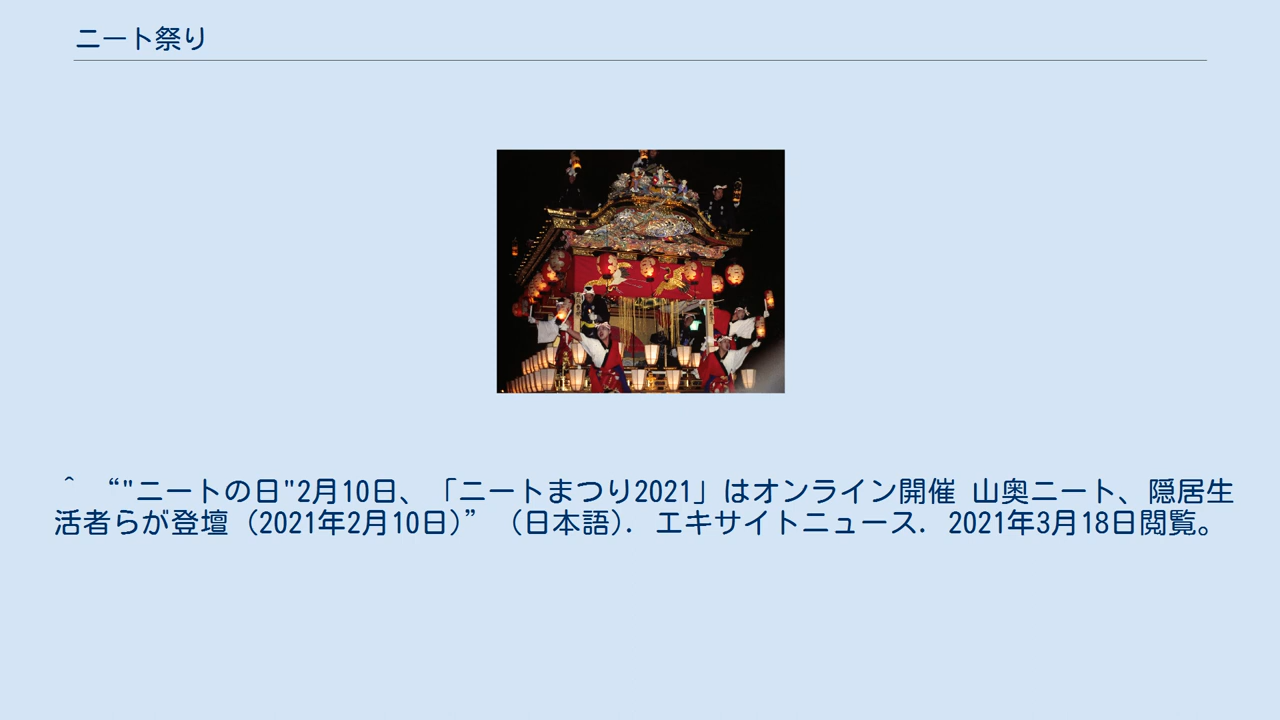 ニート祭り
^ “"ニートの日"2月10日、「ニートまつり2021」はオンライン開催 山奥ニート、隠居生
活者らが登壇 (2021年2月10日)” (日本語). エキサイトニュース. 2021年3月18日閲覧。